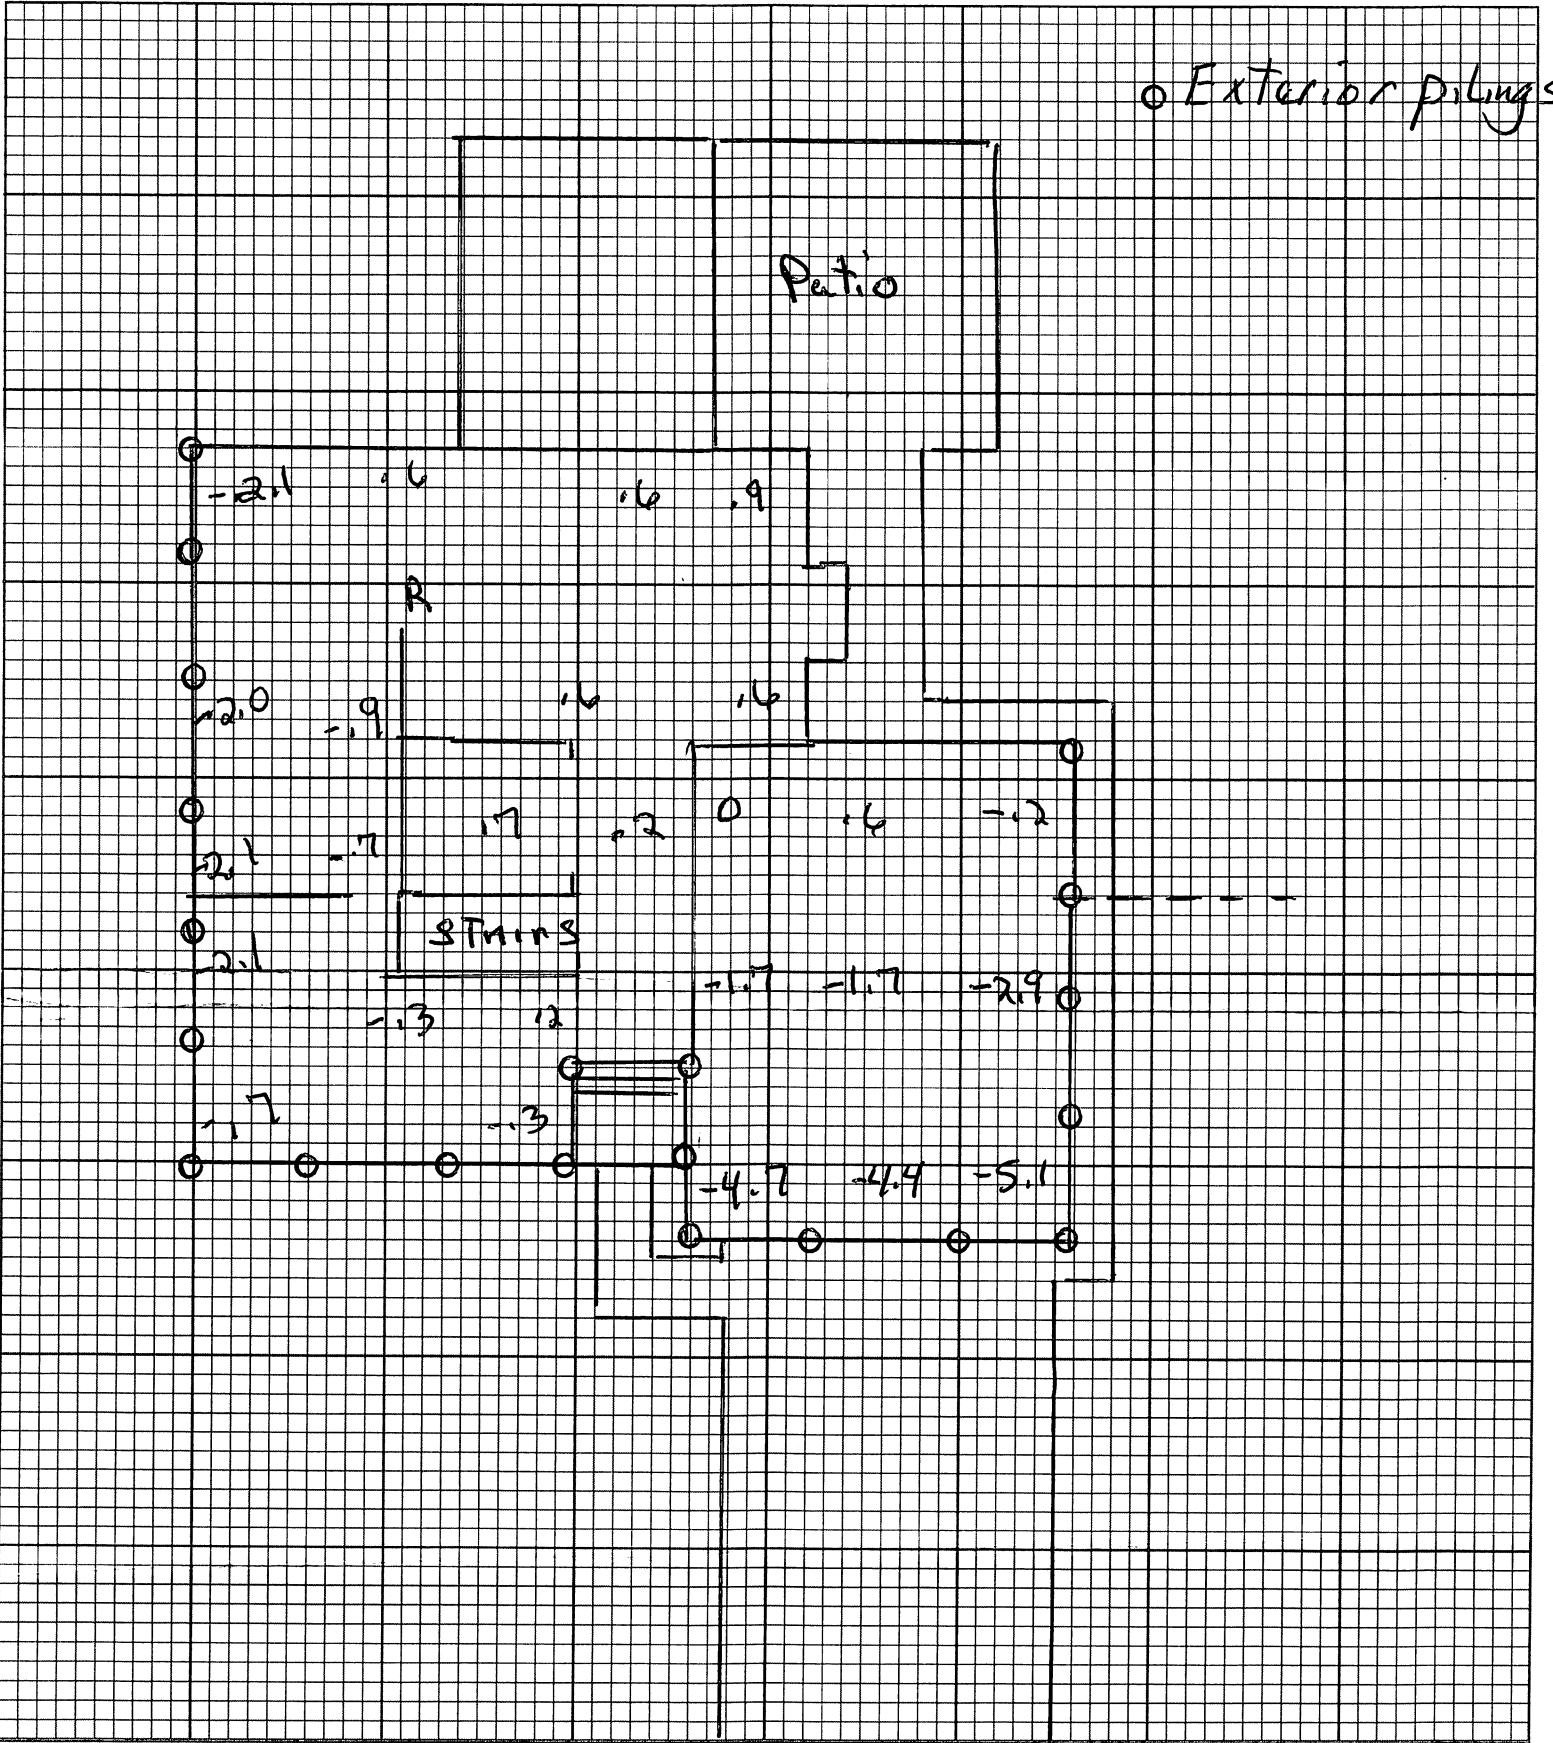 Exterior pilings
Patio
-2.1 .6 .6 .9
R
-2.0 -.9 .6 .6
-2.1 -.7 .7 .2 0 .6 -.2
STAIRS
-2.1 -1.7 -1.7 -2.9
-.3 .2
-1.7 -.3
-4.7 -4.4 -5.1